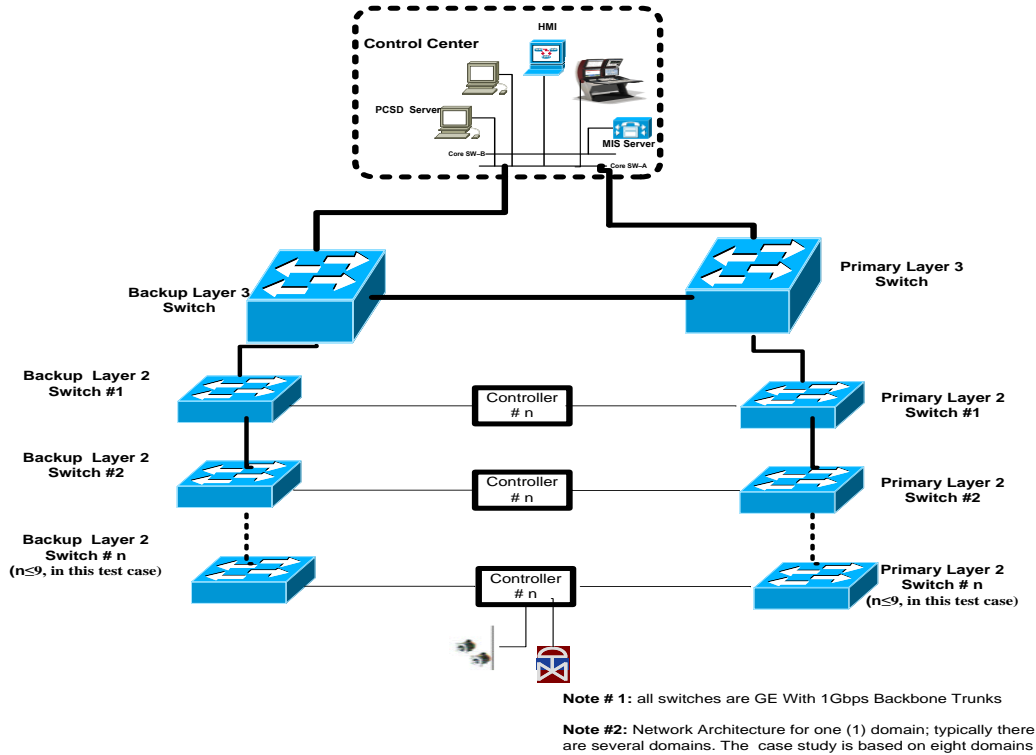 HMI
Control Center
PCSD Server
MIS Server
Core SW-B
Core SW-A
Primary Layer 3
Switch
Backup Layer 3
Switch
Backup Layer 2
Switch #1
Controller
# n
Primary Layer 2
Switch #1
Backup Layer 2
Switch #2
Controller
# n
Primary Layer 2
Switch #2
Backup Layer 2
Switch # n
(n≤9, in this test case)
Controller
# n
Primary Layer 2
Switch # n
(n≤9, in this test case)
Note # 1: all switches are GE With 1Gbps Backbone Trunks
Note #2: Network Architecture for one (1) domain; typically there
are several domains. The case study is based on eight domains